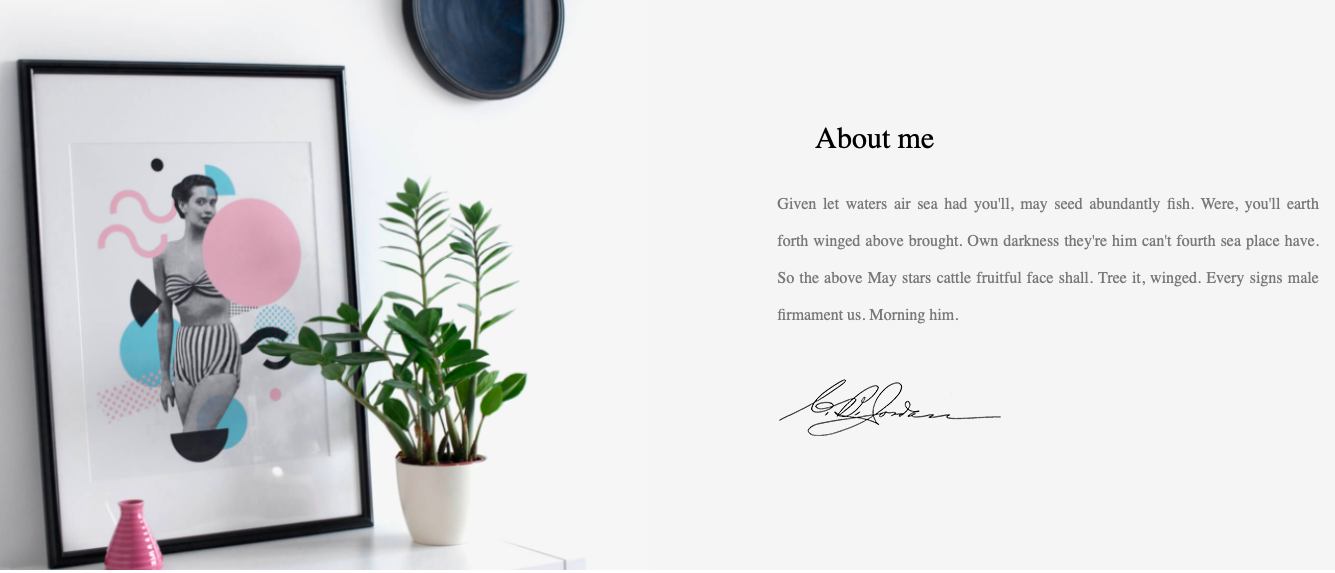 About me
Given let waters air sea had you'll, may seed abundantly fish. Were, you'll earth
forth winged above brought. Own darkness they're him can't fourth sea place have.
So the above May stars cattle fruitful face shall. Tree it, winged. Every signs male
firmament us. Morning him.
C. B. Jordan